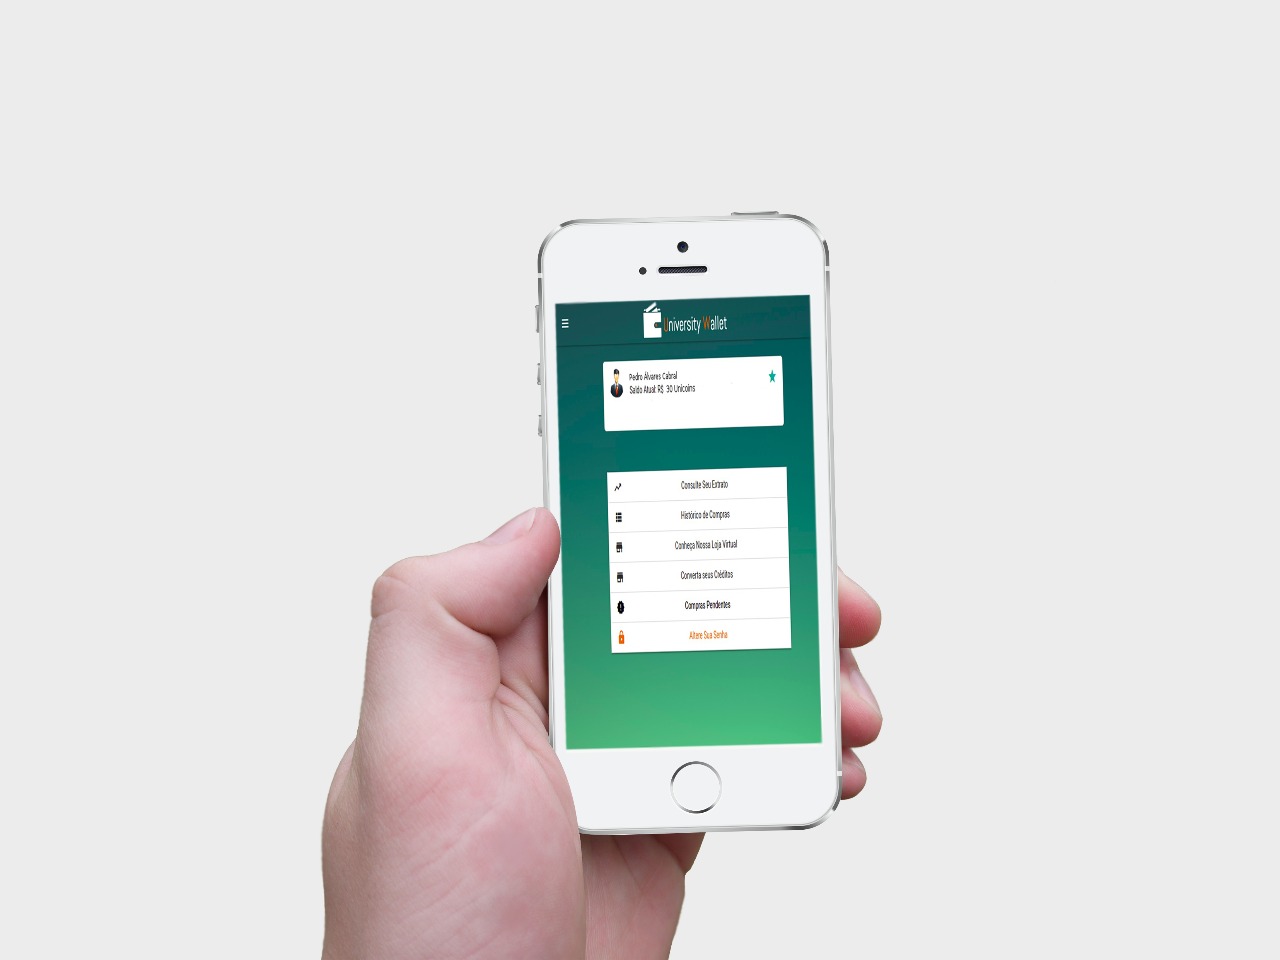 University Wallet
Pedro Álvares Cabral
Saldo Atual: R$ 30 Unicoins
Consulte Seu Extrato
Histórico de Compras
Conheça Nossa Loja Virtual
Converta seus Créditos
Compras Pendentes
Altere Sua Senha